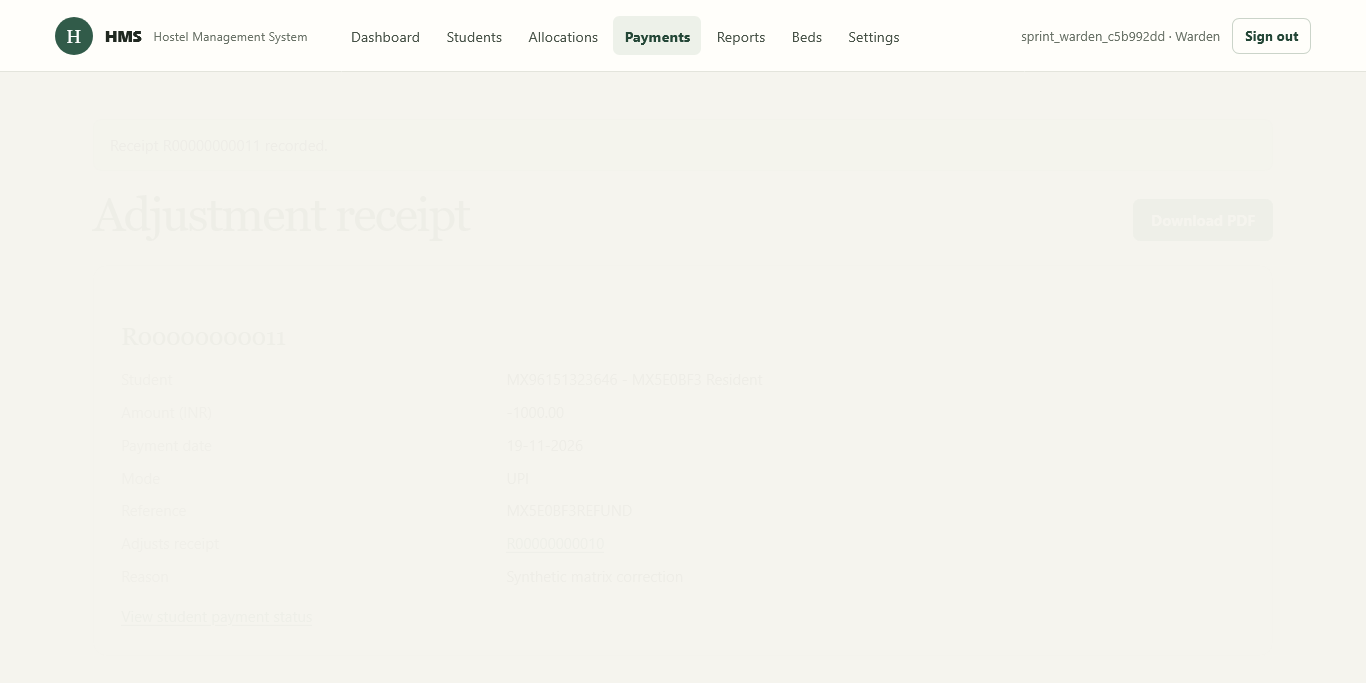 H HMS Hostel Management System Dashboard Students Allocations Payments Reports Beds Settings sprint_warden_c5b992dd · Warden Sign out
Receipt R00000000011 recorded.
Adjustment receipt Download PDF
R00000000011
Student MX96151323648 · MX5E0BF3 Resident
Amount (INR) -1000.00
Payment date 19-11-2026
Mode UPI
Reference MX5E0BF3REFUND
Adjusts receipt R00000000010
Reason Synthetic matrix correction.
View student payment status